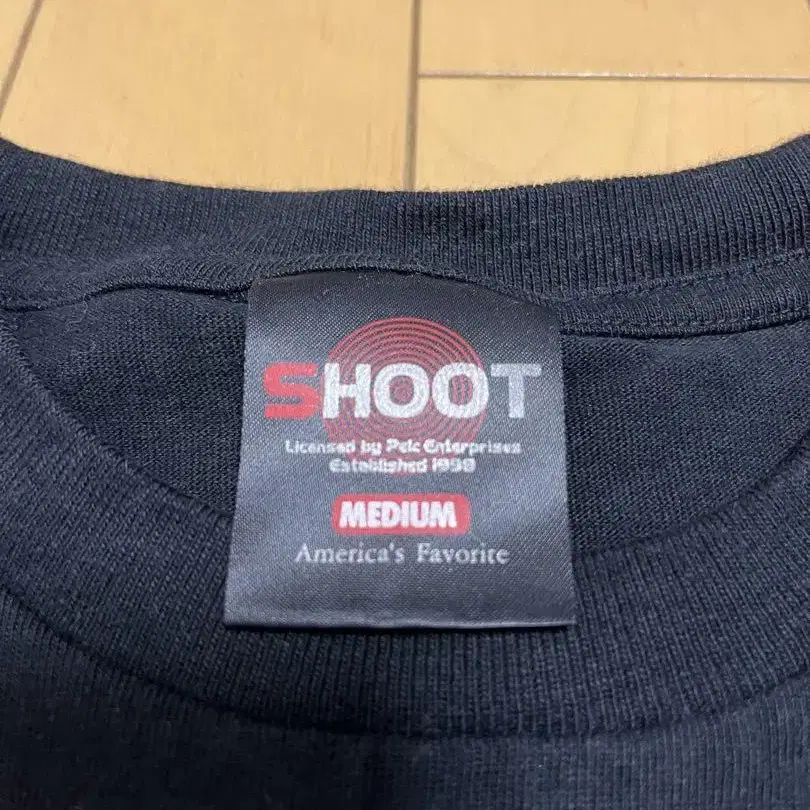 SHOOT
Licensed by Pele Enterprises
Established 1998
MEDIUM
America's Favorite